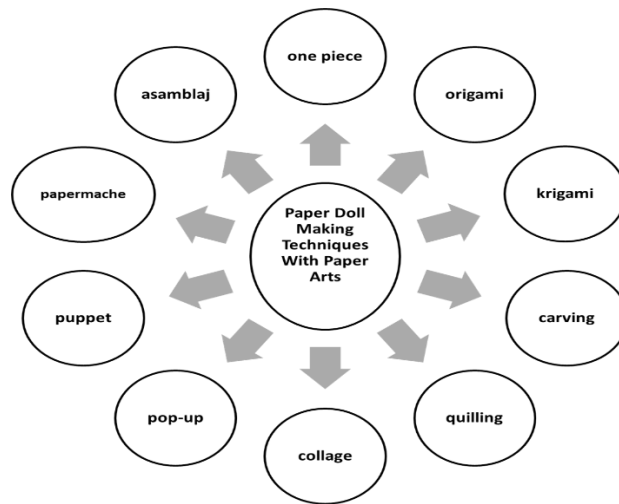 one piece
origami
krigami
carving
quilling
collage
pop-up
puppet
papermache
asamblaj
Paper Doll
Making
Techniques
With Paper
Arts